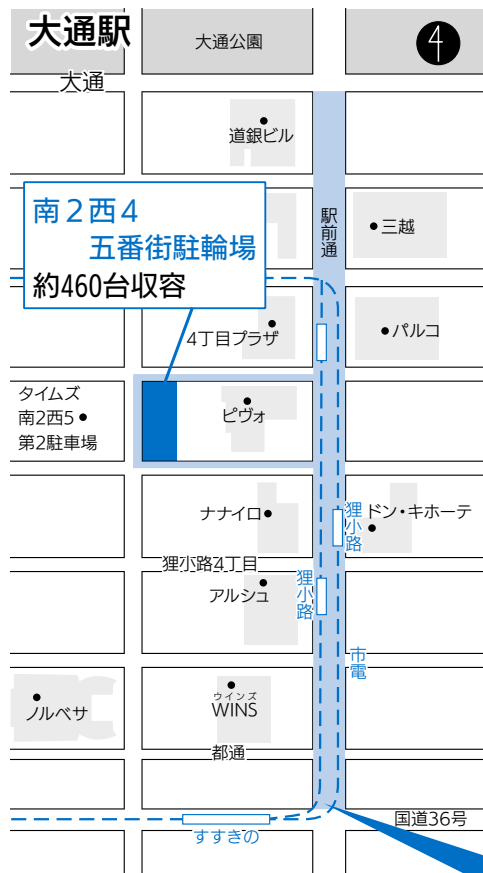 大通駅
大通公園
4
大通
道銀ビル
南2西4
五番街駐輪場
約460台収容
駅前通
三越
4丁目プラザ
パルコ
タイムズ
南2西5
第2駐車場
ピヴォ
ナナイロ
狸小路
ドン・キホーテ
狸小路4丁目
アルシュ
狸小路
市電
ノルベサ
ウインズ
WINS
都通
国道36号
すすきの